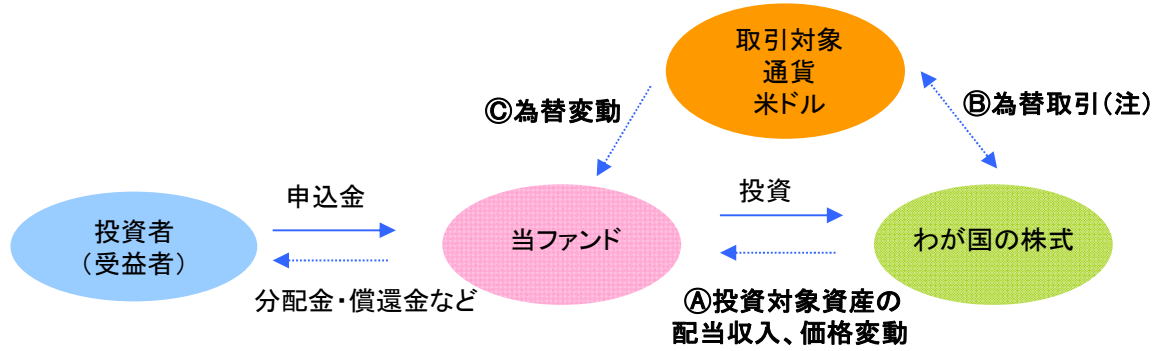 取引対象
通貨
米ドル
Ⓒ為替変動
Ⓑ為替取引(注)
申込金
投資
投資者
(受益者)
当ファンド
わが国の株式
分配金・償還金など
Ⓐ投資対象資産の
配当収入、価格変動